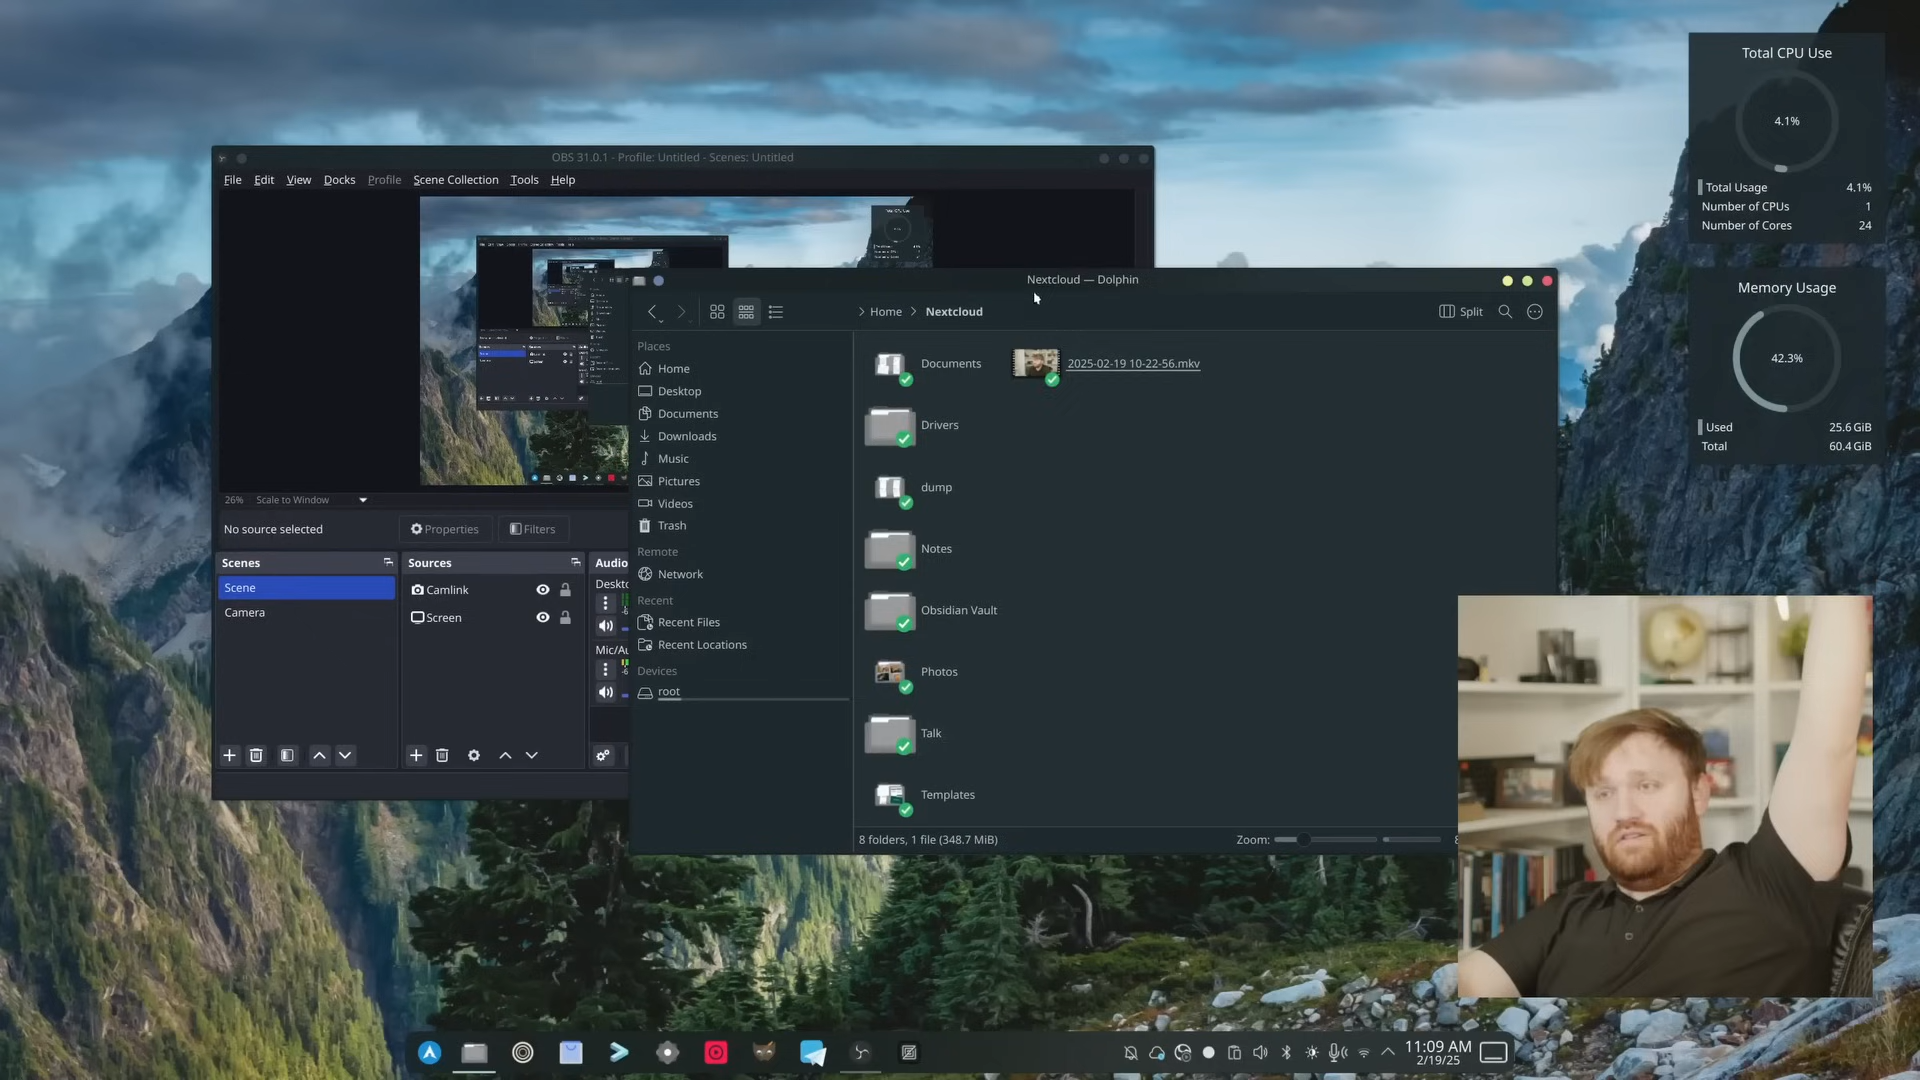 Total CPU Use
4.1%
Total Usage 4.1%
Number of CPUs 1
Number of Cores 24
Memory Usage
42.3%
Used 25.6 GiB
Total 60.4 GiB
OBS 31.0.1 - Profile: Untitled - Scenes: Untitled
File Edit View Docks Profile Scene Collection Tools Help
26% Scale to Window
No source selected Properties Filters
Scenes
Scene
Camera
Sources
Camlink
Screen
Audio
Deskto
Mic/Au
Nextcloud — Dolphin
Home Nextcloud Split
Places
Home
Desktop
Documents
Downloads
Music
Pictures
Videos
Trash
Remote
Network
Recent
Recent Files
Recent Locations
Devices
root
Documents 2025-02-19 10-22-56.mkv
Drivers
dump
Notes
Obsidian Vault
Photos
Talk
Templates
8 folders, 1 file (348.7 MiB) Zoom:
11:09 AM
2/19/25